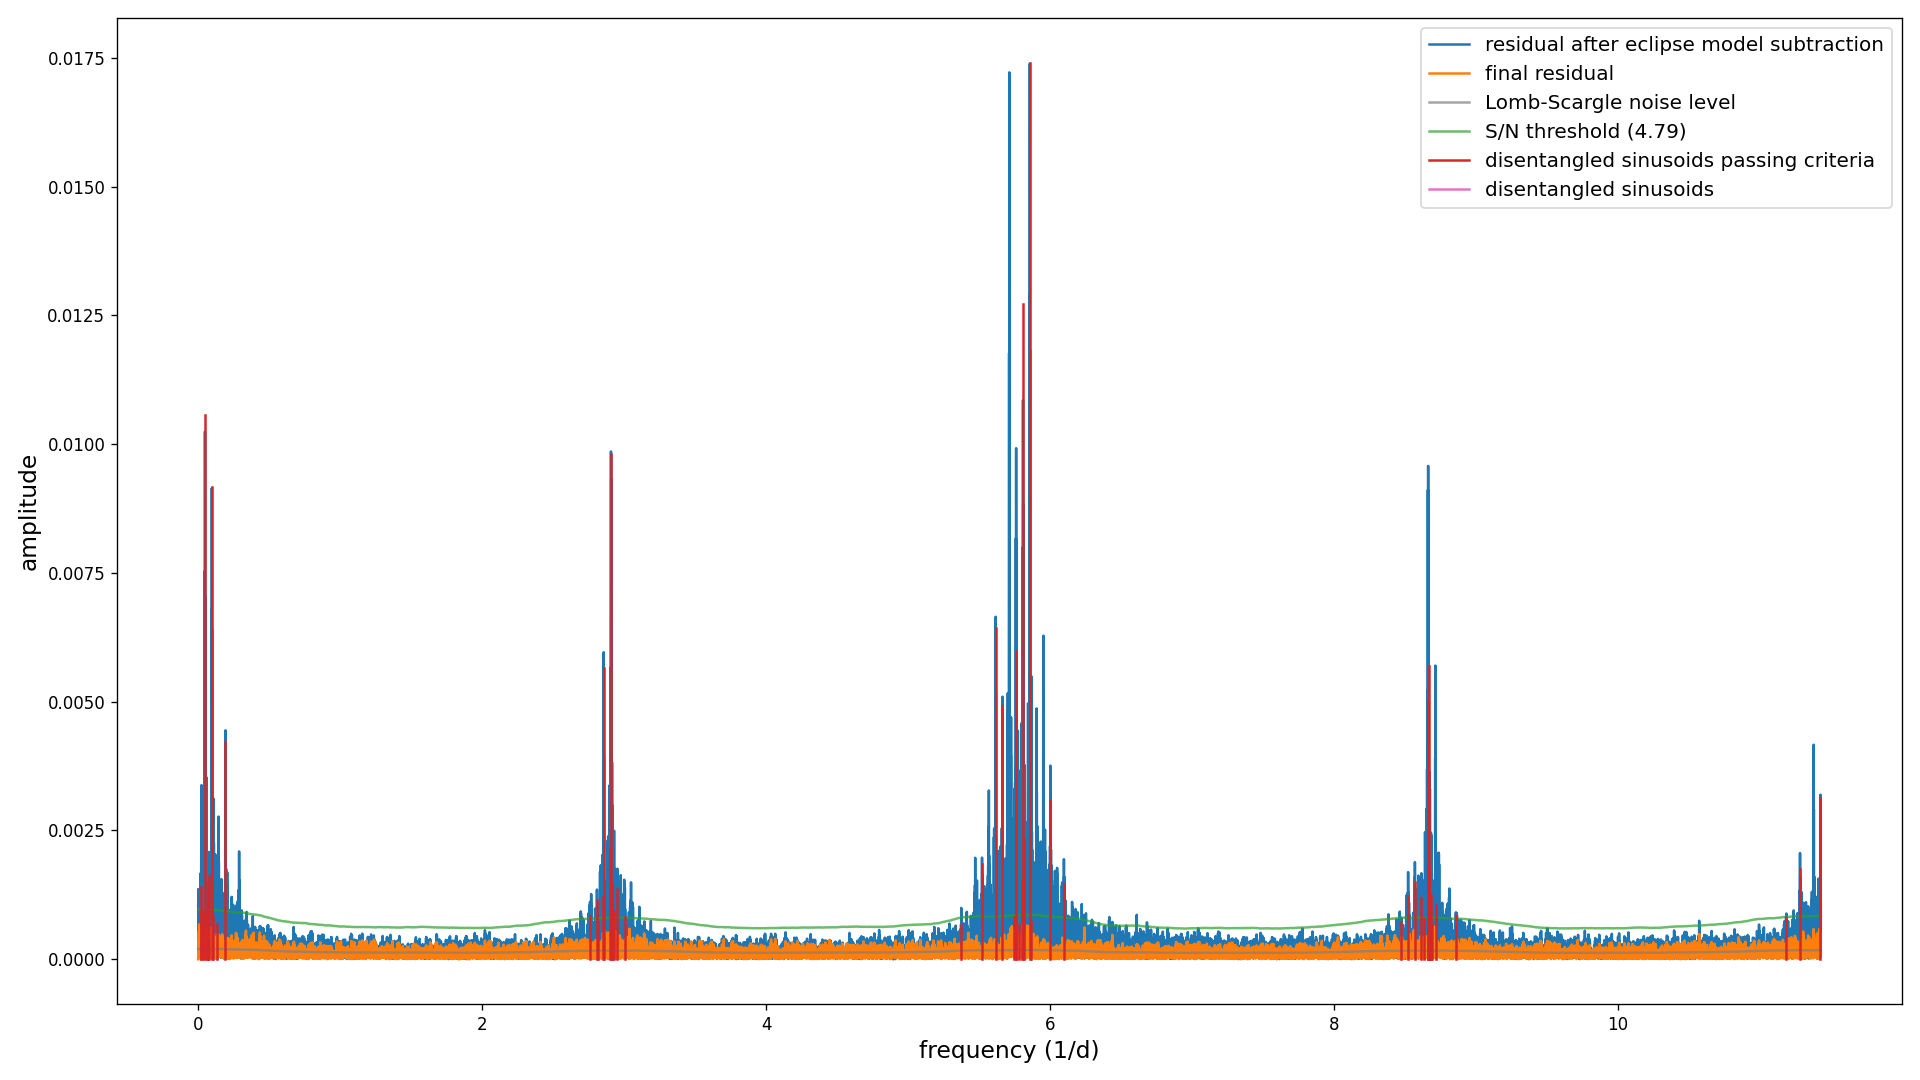 residual after eclipse model subtraction
final residual
Lomb-Scargle noise level
S/N threshold (4.79)
disentangled sinusoids passing criteria
disentangled sinusoids
0.0175
0.0150
0.0125
0.0100
0.0075
0.0050
0.0025
0.0000
amplitude
0 2 4 6 8 10
frequency (1/d)